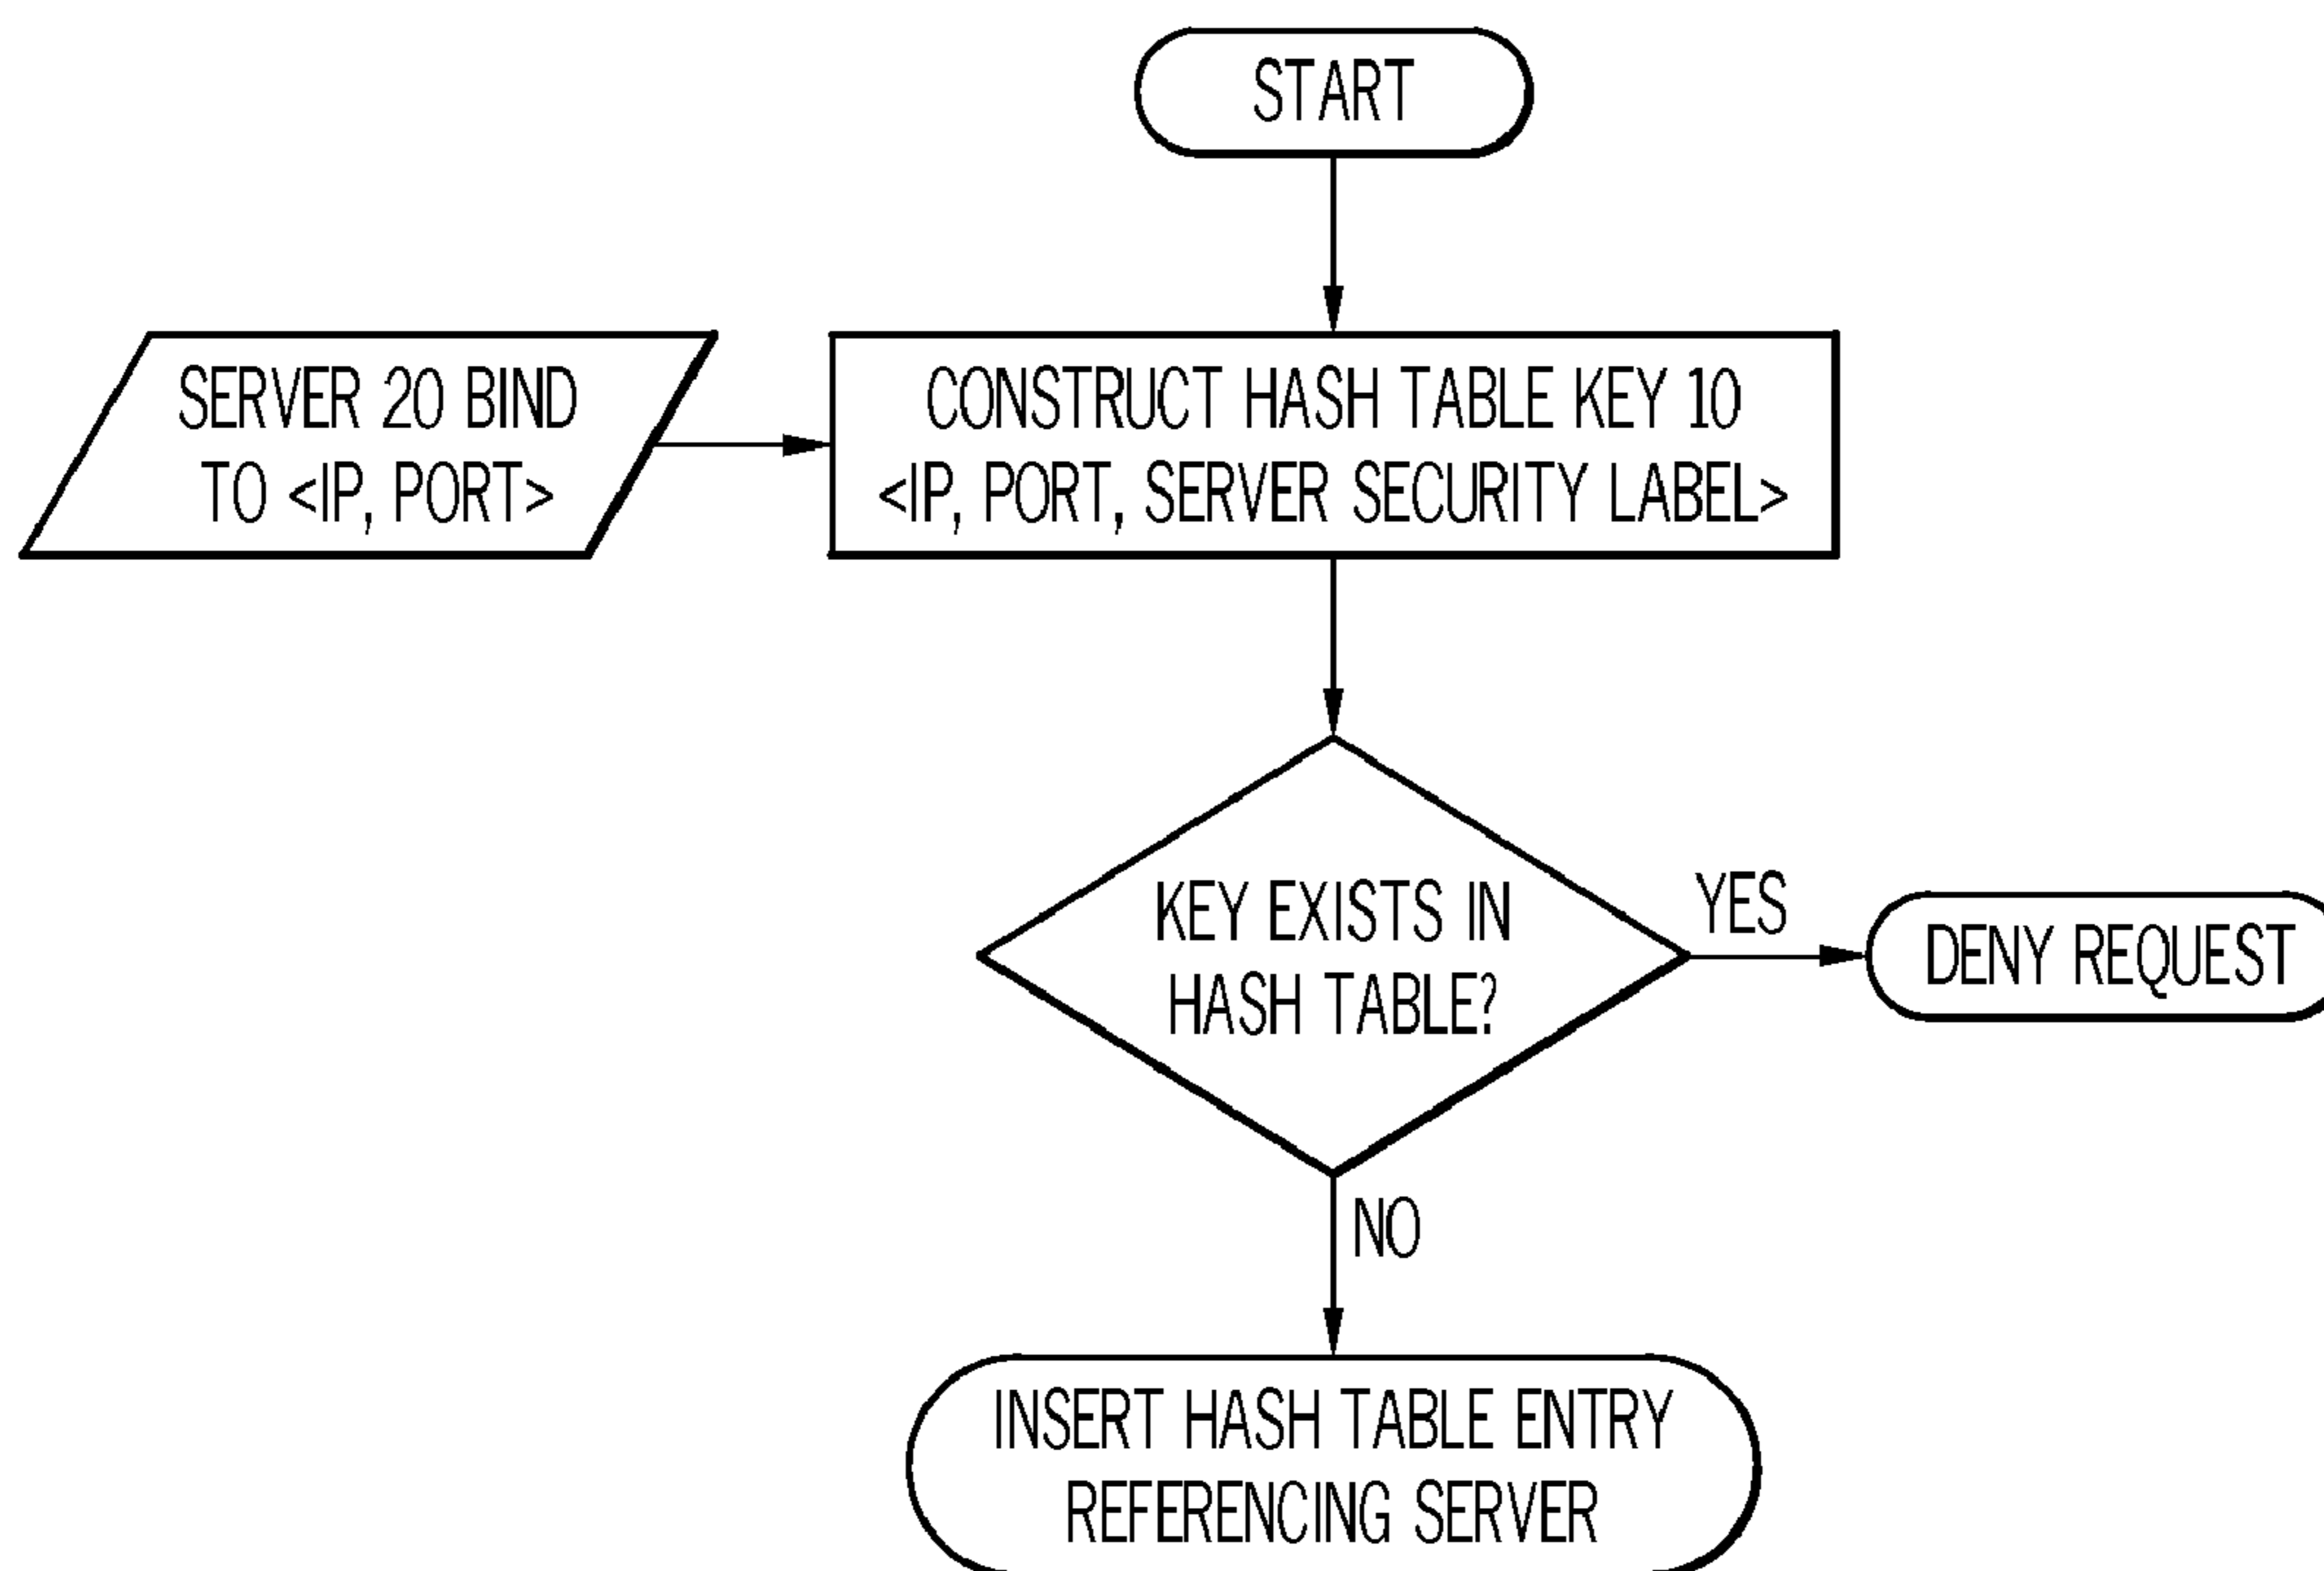 START
SERVER 20 BIND
TO <IP, PORT>
CONSTRUCT HASH TABLE KEY 10
<IP, PORT, SERVER SECURITY LABEL>
KEY EXISTS IN
HASH TABLE?
YES
DENY REQUEST
NO
INSERT HASH TABLE ENTRY
REFERENCING SERVER